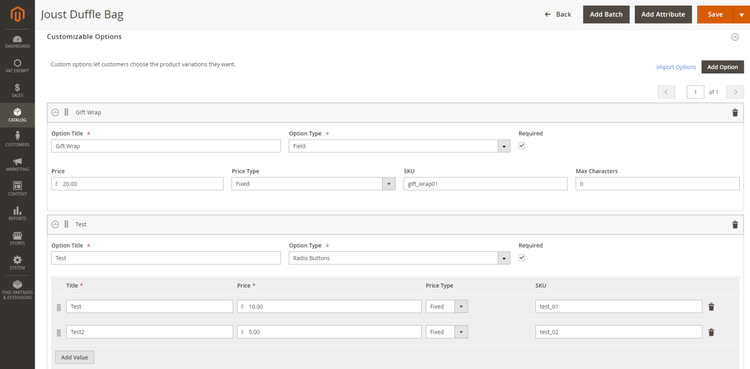 Joust Duffle Bag
← Back
Add Batch
Add Attribute
Save
DASHBOARD
VAT EXEMPT
$
SALES
CATALOG
CUSTOMERS
MARKETING
CONTENT
REPORTS
STORES
SYSTEM
FIND PARTNERS
& EXTENSIONS
Customizable Options
Custom options let customers choose the product variations they want.
Import Options
Add Option
1 of 1
Gift Wrap
Option Title *
Option Type *
Required
Gift Wrap
Field
Price
Price Type
SKU
Max Characters
£ 20.00
Fixed
gift_wrap01
0
Test
Option Title *
Option Type *
Required
Test
Radio Buttons
Title *
Price *
Price Type
SKU
Test
£ 10.00
Fixed
test_01
Test2
£ 5.00
Fixed
test_02
Add Value